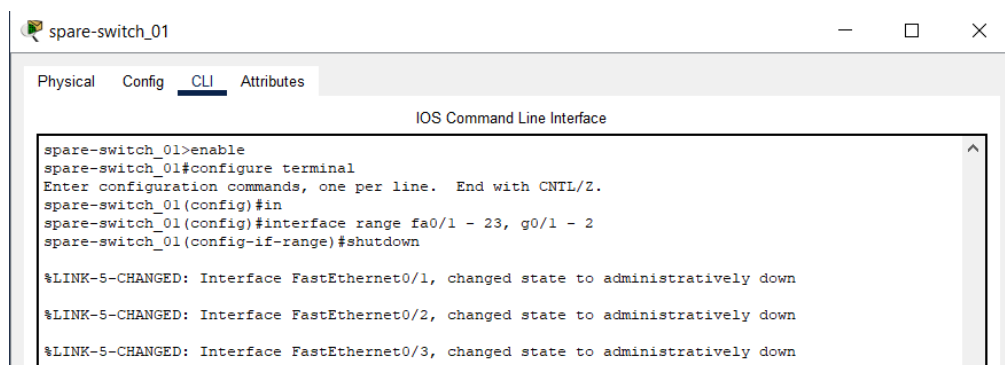 spare-switch_01
Physical Config CLI Attributes
IOS Command Line Interface
spare-switch_01>enable
spare-switch_01#configure terminal
Enter configuration commands, one per line.  End with CNTL/Z.
spare-switch_01(config)#in
spare-switch_01(config)#interface range fa0/1 - 23, g0/1 - 2
spare-switch_01(config-if-range)#shutdown
%LINK-5-CHANGED: Interface FastEthernet0/1, changed state to administratively down
%LINK-5-CHANGED: Interface FastEthernet0/2, changed state to administratively down
%LINK-5-CHANGED: Interface FastEthernet0/3, changed state to administratively down